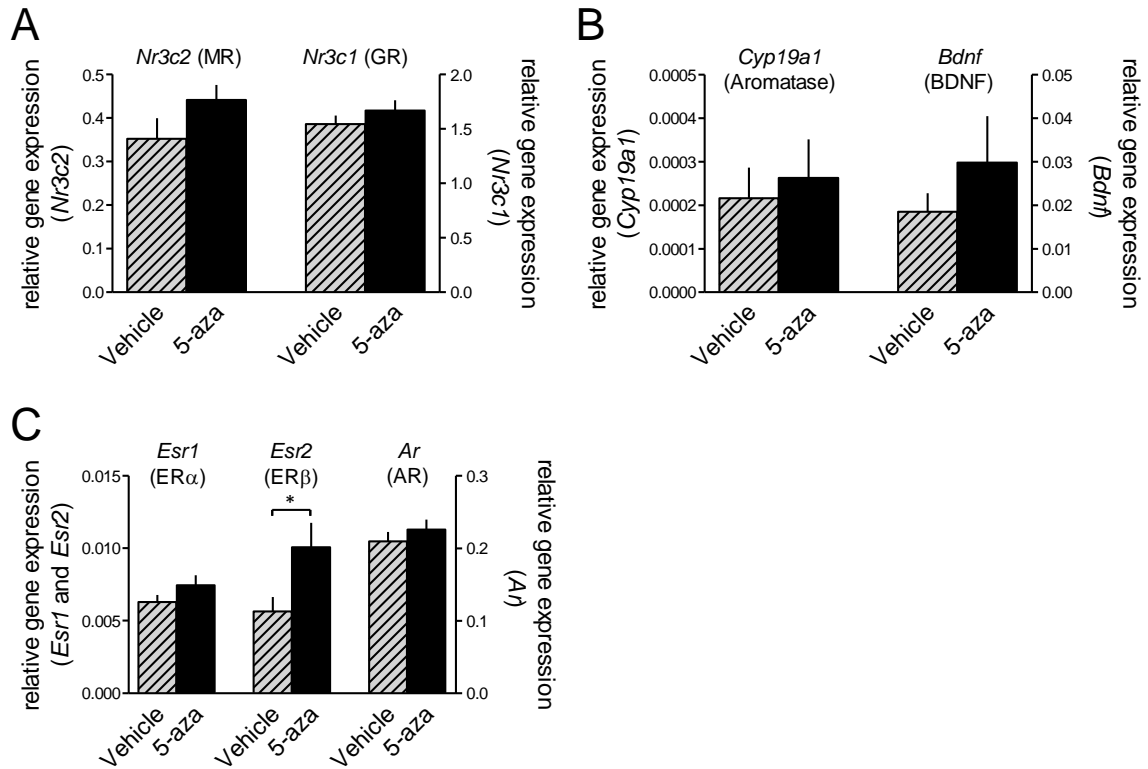 A
Nr3c2 (MR)
Nr3c1 (GR)
relative gene expression
(Nr3c2)
0.5
0.4
0.3
0.2
0.1
0.0
2.0
1.5
1.0
0.5
0.0
relative gene expression
(Nr3c1)
Vehicle
5-aza
Vehicle
5-aza
B
Cyp19a1
(Aromatase)
Bdnf
(BDNF)
relative gene expression
(Cyp19a1)
0.0005
0.0004
0.0003
0.0002
0.0001
0.0000
0.05
0.04
0.03
0.02
0.01
0.00
relative gene expression
(Bdnf)
Vehicle
5-aza
Vehicle
5-aza
C
Esr1
(ERα)
Esr2
(ERβ)
Ar
(AR)
*
relative gene expression
(Esr1 and Esr2)
0.015
0.010
0.005
0.000
0.3
0.2
0.1
0.0
relative gene expression
(Ar)
Vehicle
5-aza
Vehicle
5-aza
Vehicle
5-aza